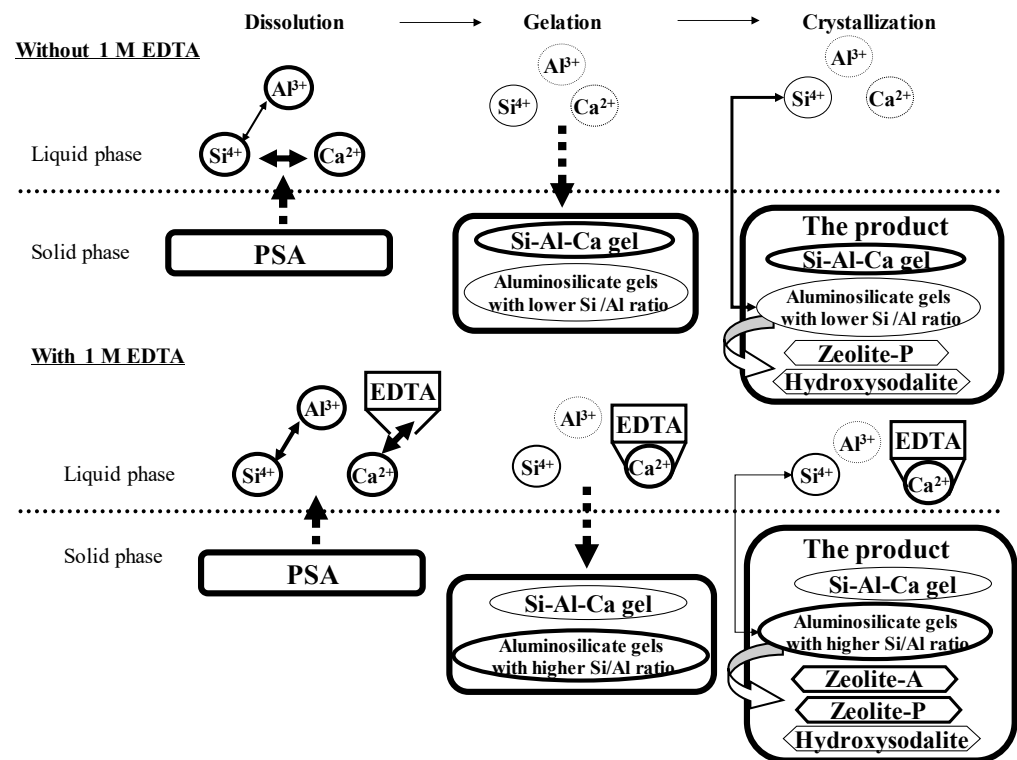 Dissolution
Gelation
Crystallization
Without 1 M EDTA
Al³⁺
Si⁴⁺
Ca²⁺
Al³⁺
Si⁴⁺
Ca²⁺
Al³⁺
Si⁴⁺
Ca²⁺
Liquid phase
Solid phase
PSA
Si-Al-Ca gel
Aluminosilicate gels
with lower Si /Al ratio
The product
Si-Al-Ca gel
Aluminosilicate gels
with lower Si /Al ratio
Zeolite-P
Hydroxysodalite
With 1 M EDTA
Al³⁺
EDTA
Si⁴⁺
Ca²⁺
Al³⁺
EDTA
Si⁴⁺
Ca²⁺
Al³⁺
EDTA
Si⁴⁺
Ca²⁺
Liquid phase
Solid phase
PSA
Si-Al-Ca gel
Aluminosilicate gels
with higher Si/Al ratio
The product
Si-Al-Ca gel
Aluminosilicate gels
with higher Si/Al ratio
Zeolite-A
Zeolite-P
Hydroxysodalite